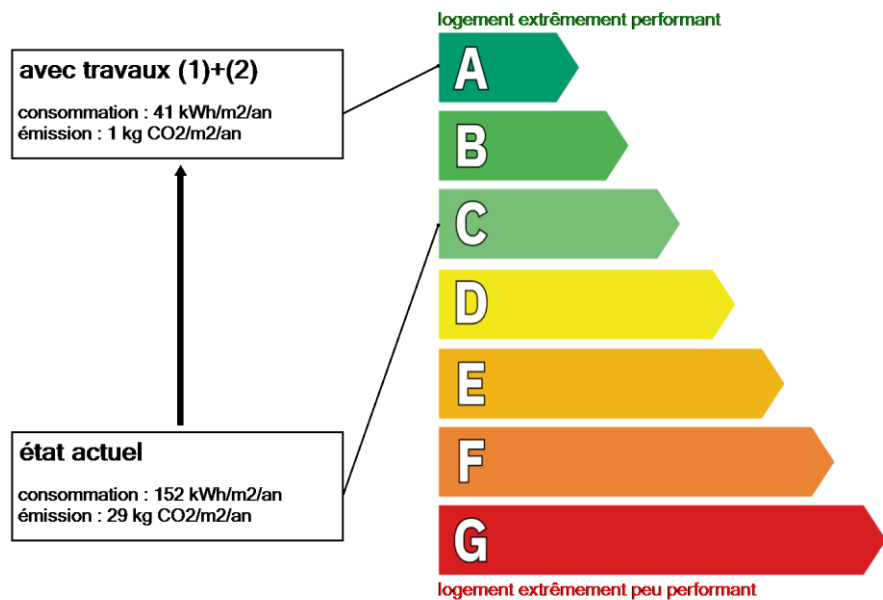 logement extrêmement performant
avec travaux (1)+(2)
consommation : 41 kWh/m2/an
émission : 1 kg CO2/m2/an
A
B
C
D
E
F
G
état actuel
consommation : 152 kWh/m2/an
émission : 29 kg CO2/m2/an
logement extrêmement peu performant